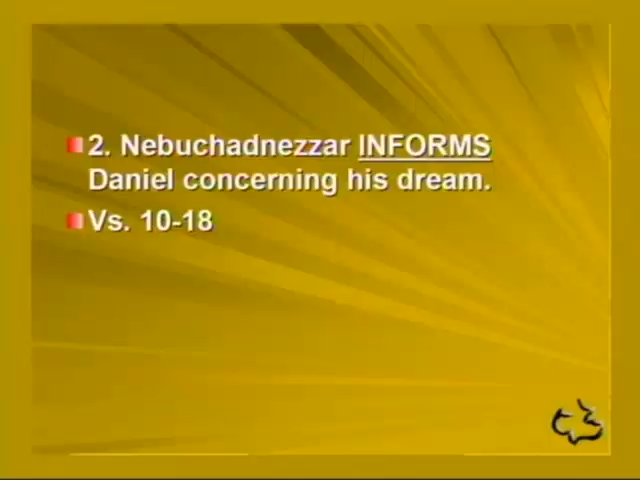 2. Nebuchadnezzar INFORMS
Daniel concerning his dream.
Vs. 10-18